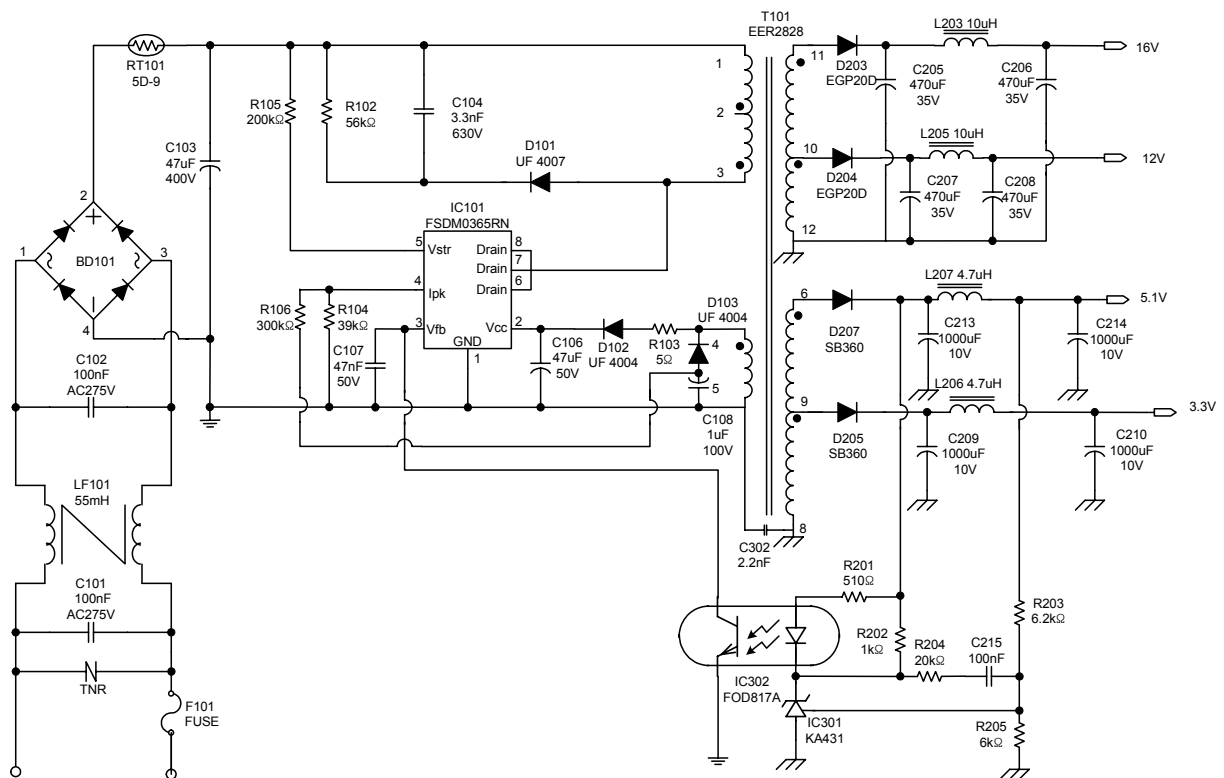 T101
EER2828
RT101
5D-9
C103
47uF
400V
R105
200kΩ
R102
56kΩ
C104
3.3nF
630V
D101
UF 4007
1
2
3
11
10
12
D203
EGP20D
C205
470uF
35V
L203 10uH
C206
470uF
35V
16V
D204
EGP20D
C207
470uF
35V
L205 10uH
C208
470uF
35V
12V
2
1
3
4
BD101
IC101
FSDM0365RN
5
Vstr
4
Ipk
3
Vfb
Drain
8
Drain
7
Drain
6
Vcc
2
GND
1
R106
300kΩ
R104
39kΩ
C107
47nF
50V
C106
47uF
50V
D102
UF 4004
R103
5Ω
D103
UF 4004
4
5
C108
1uF
100V
6
9
8
D207
SB360
L207 4.7uH
C213
1000uF
10V
C214
1000uF
10V
5.1V
D205
SB360
L206 4.7uH
C209
1000uF
10V
C210
1000uF
10V
3.3V
C102
100nF
AC275V
LF101
55mH
C101
100nF
AC275V
TNR
F101
FUSE
C302
2.2nF
R201
510Ω
R202
1kΩ
R204
20kΩ
C215
100nF
R203
6.2kΩ
R205
6kΩ
IC302
FOD817A
IC301
KA431